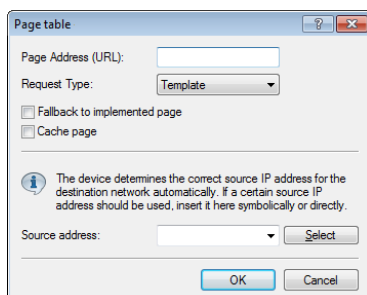 Page table
Page Address (URL):
Request Type: Template
Fallback to implemented page
Cache page
The device determines the correct source IP address for the
destination network automatically. If a certain source IP
address should be used, insert it here symbolically or directly.
Source address: Select
OK Cancel